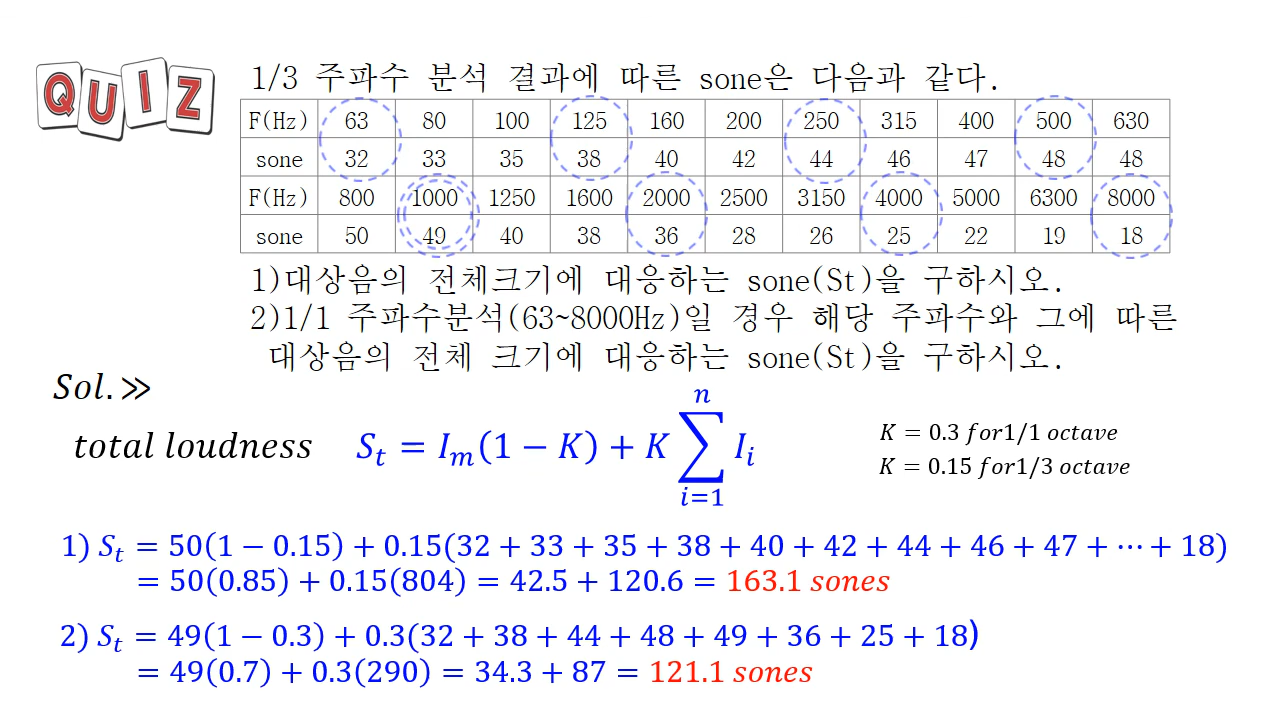 QUIZ
1/3 주파수 분석 결과에 따른 sone은 다음과 같다.
F(Hz) 63 80 100 125 160 200 250 315 400 500 630
sone 32 33 35 38 40 42 44 46 47 48 48
F(Hz) 800 1000 1250 1600 2000 2500 3150 4000 5000 6300 8000
sone 50 49 40 38 36 28 26 25 22 19 18
1)대상음의 전체크기에 대응하는 sone(St)을 구하시오.
2)1/1 주파수분석(63~8000Hz)일 경우 해당 주파수와 그에 따른
대상음의 전체 크기에 대응하는 sone(St)을 구하시오.
Sol.≫
total loudness S_t = I_m(1 − K) + K ∑_{i=1}^{n} I_i
K = 0.3 for1/1 octave
K = 0.15 for1/3 octave
1) S_t = 50(1 − 0.15) + 0.15(32 + 33 + 35 + 38 + 40 + 42 + 44 + 46 + 47 + ⋯ + 18)
= 50(0.85) + 0.15(804) = 42.5 + 120.6 = 163.1 sones
2) S_t = 49(1 − 0.3) + 0.3(32 + 38 + 44 + 48 + 49 + 36 + 25 + 18)
= 49(0.7) + 0.3(290) = 34.3 + 87 = 121.1 sones